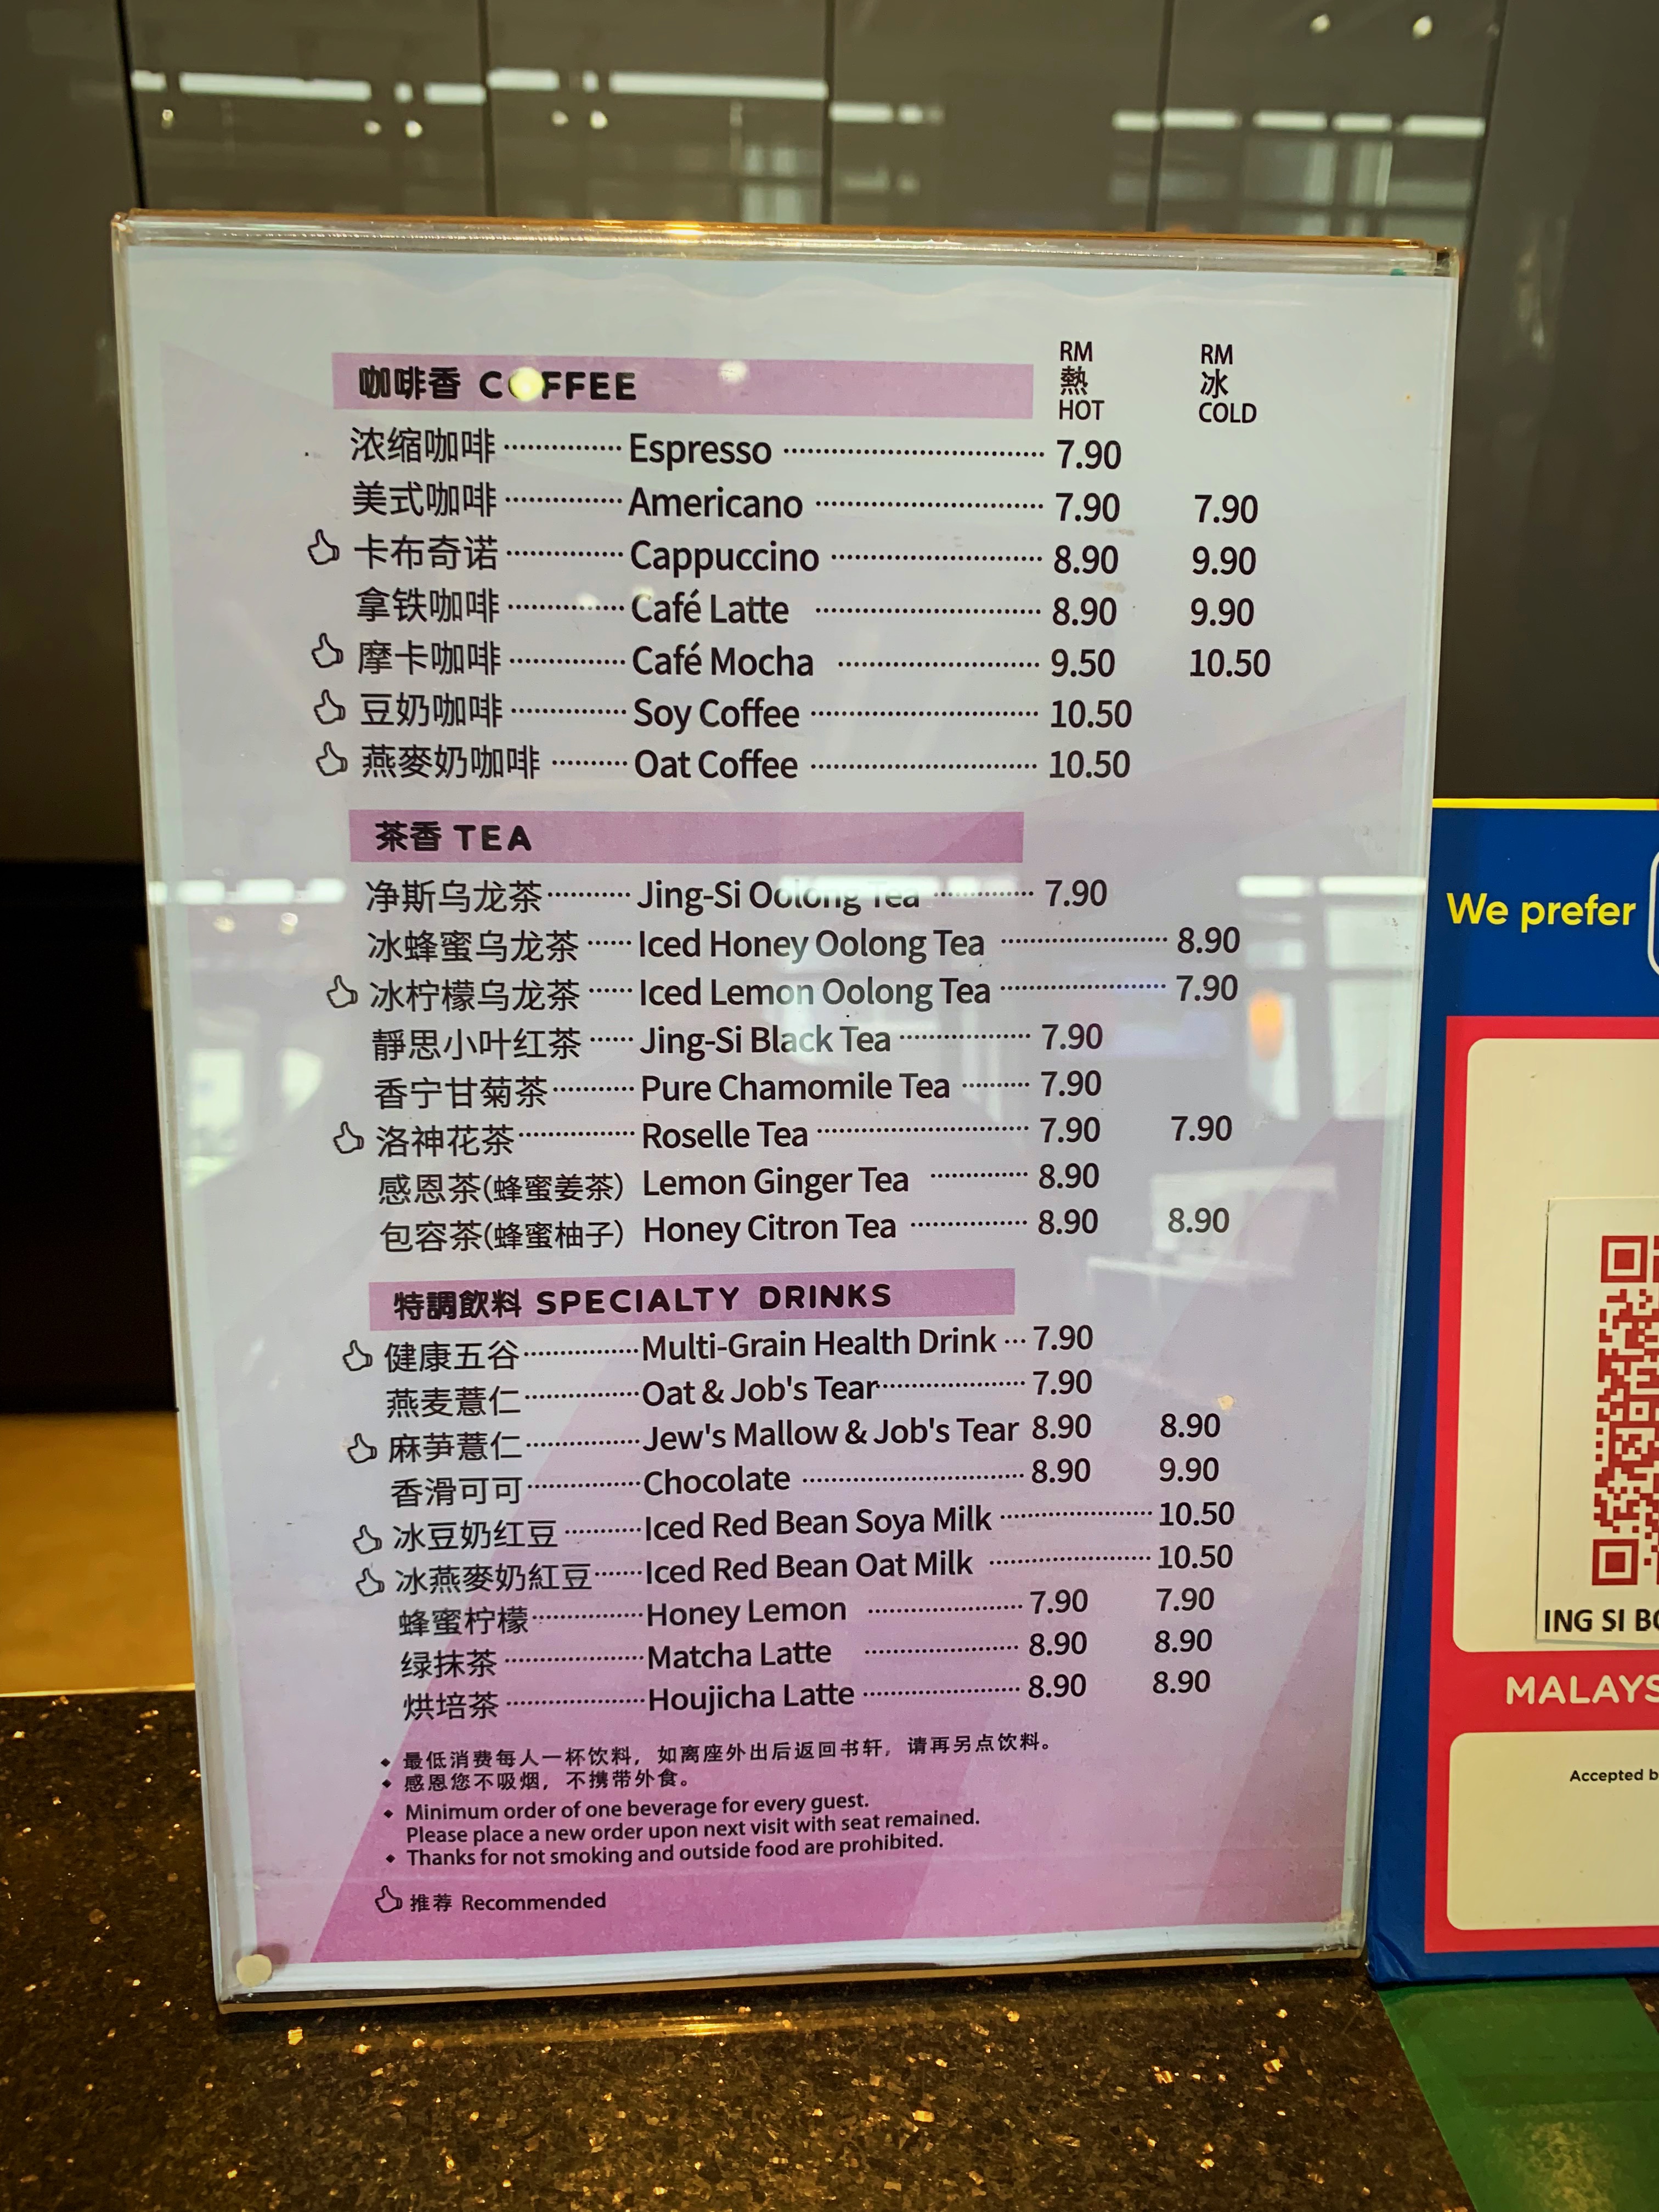 RM RM
熱 冰
HOT COLD
咖啡香 COFFEE
浓缩咖啡 Espresso 7.90
美式咖啡 Americano 7.90 7.90
卡布奇诺 Cappuccino 8.90 9.90
拿铁咖啡 Café Latte 8.90 9.90
摩卡咖啡 Café Mocha 9.50 10.50
豆奶咖啡 Soy Coffee 10.50
燕麥奶咖啡 Oat Coffee 10.50
茶香 TEA
净斯乌龙茶 Jing-Si Oolong Tea 7.90
冰蜂蜜乌龙茶 Iced Honey Oolong Tea 8.90
冰柠檬乌龙茶 Iced Lemon Oolong Tea 7.90
靜思小叶红茶 Jing-Si Black Tea 7.90
香宁甘菊茶 Pure Chamomile Tea 7.90
洛神花茶 Roselle Tea 7.90 7.90
感恩茶(蜂蜜姜茶) Lemon Ginger Tea 8.90
包容茶(蜂蜜柚子) Honey Citron Tea 8.90 8.90
特調飲料 SPECIALTY DRINKS
健康五谷 Multi-Grain Health Drink 7.90
燕麦薏仁 Oat & Job's Tear 7.90
麻芛薏仁 Jew's Mallow & Job's Tear 8.90 8.90
香滑可可 Chocolate 8.90 9.90
冰豆奶红豆 Iced Red Bean Soya Milk 10.50
冰燕麥奶紅豆 Iced Red Bean Oat Milk 10.50
蜂蜜柠檬 Honey Lemon 7.90 7.90
绿抹茶 Matcha Latte 8.90 8.90
烘培茶 Houjicha Latte 8.90 8.90
最低消费每人一杯饮料，如离座外出后返回书轩，请再另点饮料。
感恩您不吸烟，不携带外食。
Minimum order of one beverage for every guest.
Please place a new order upon next visit with seat remained.
Thanks for not smoking and outside food are prohibited.
推荐 Recommended
We prefer
ING SI BO
MALAYS
Accepted b